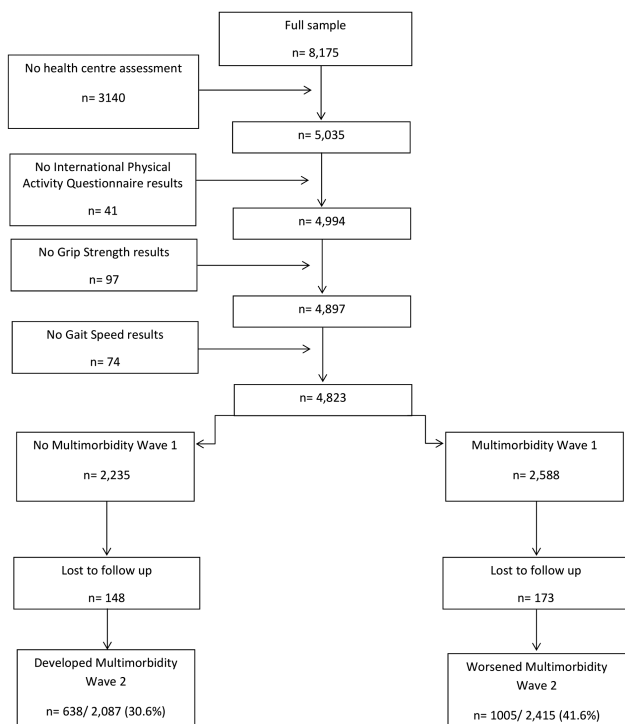 Full sample
n= 8,175
No health centre assessment
n= 3140
n= 5,035
No International Physical
Activity Questionnaire results
n= 41
n= 4,994
No Grip Strength results
n= 97
n= 4,897
No Gait Speed results
n= 74
n= 4,823
No Multimorbidity Wave 1
n= 2,235
Multimorbidity Wave 1
n= 2,588
Lost to follow up
n= 148
Lost to follow up
n= 173
Developed Multimorbidity
Wave 2
n= 638/ 2,087 (30.6%)
Worsened Multimorbidity
Wave 2
n= 1005/ 2,415 (41.6%)